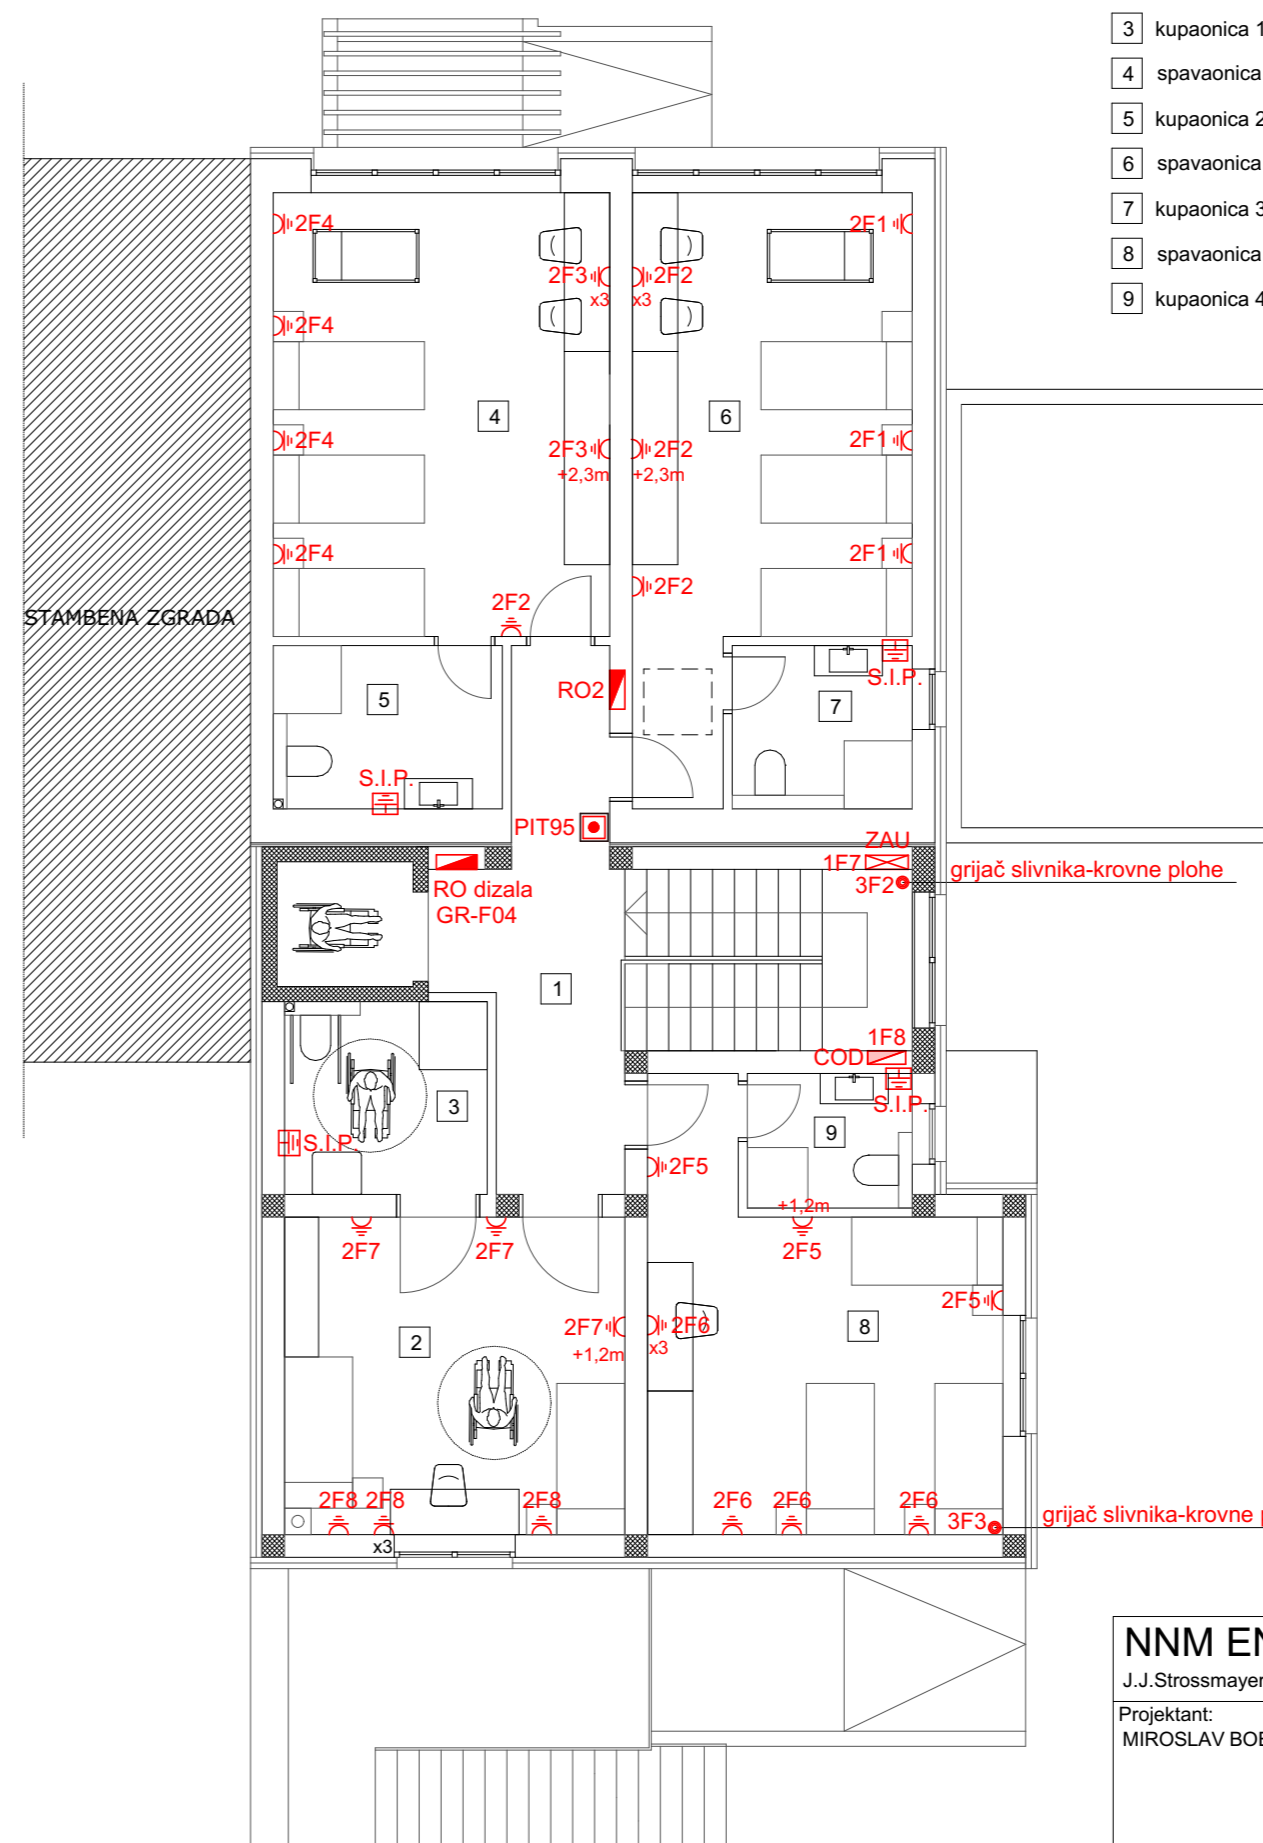 3 kupaonica 1
4 spavaonica
5 kupaonica 2
6 spavaonica
7 kupaonica 3
8 spavaonica
9 kupaonica 4
2F4
2F1
2F3 2F2
x3 x3
2F4
4
6
2F4
2F3 2F2
2F1
+2,3m +2,3m
2F4
2F1
2F2
2F2
STAMBENA ZGRADA
S.I.P.
RO2
5
7
S.I.P.
PIT95
ZAU
1F7
3F2
grijač slivnika-krovne plohe
RO dizala
GR-F04
1
1F8
COD
S.I.P.
3
9
S.I.P.
2F5
+1,2m
2F7
2F7
2F5
2F5
2
2F7
+1,2m
2F6
x3
8
2F8 2F8
2F8
2F6
2F6
2F6
3F3
grijač slivnika-krovne
x3
NNM
J.J.Strossmayer
Projektant:
MIROSLAV